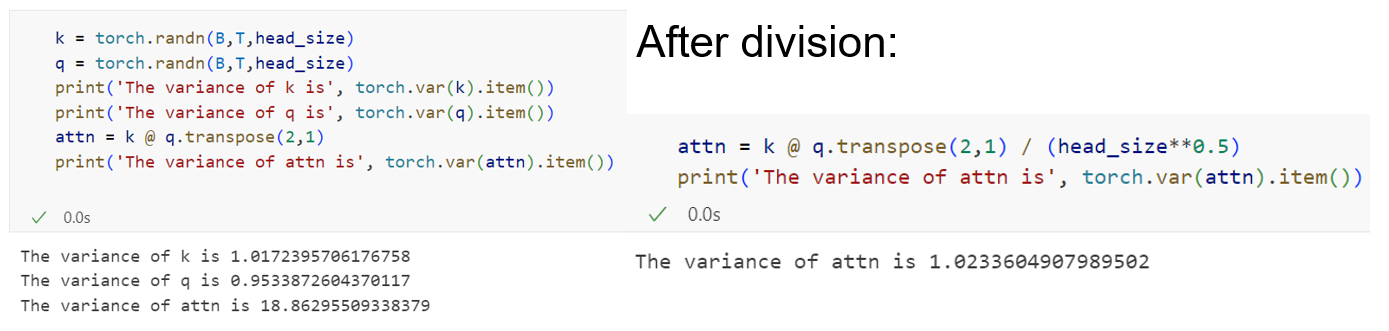 k = torch.randn(B,T,head_size)
q = torch.randn(B,T,head_size)
print('The variance of k is', torch.var(k).item())
print('The variance of q is', torch.var(q).item())
attn = k @ q.transpose(2,1)
print('The variance of attn is', torch.var(attn).item())
0.0s
The variance of k is 1.0172395706176758
The variance of q is 0.9533872604370117
The variance of attn is 18.86295509338379
After division:
attn = k @ q.transpose(2,1) / (head_size**0.5)
print('The variance of attn is', torch.var(attn).item())
0.0s
The variance of attn is 1.0233604907989502